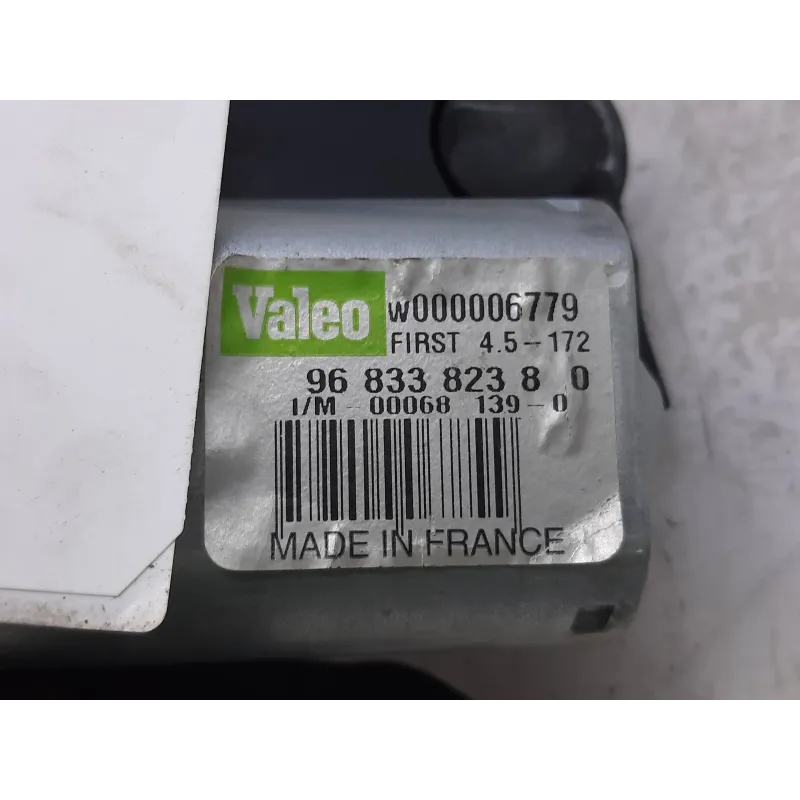 Valeo
W000006779
FIRST 4.5-172
96 833 823 8 0
I/M -00068 139-0
MADE IN FRANCE